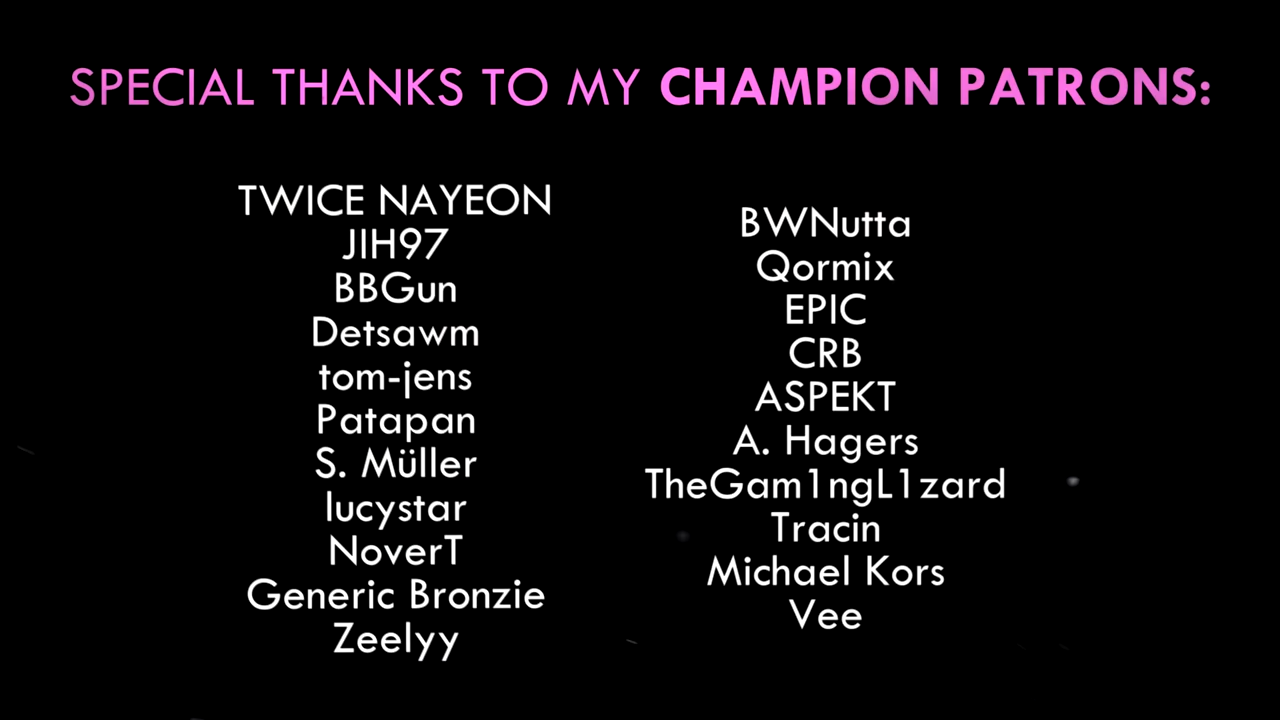 SPECIAL THANKS TO MY CHAMPION PATRONS:
TWICE NAYEON
JIH97
BBGun
Detsawm
tom-jens
Patapan
S. Müller
lucystar
NoverT
Generic Bronzie
Zeelyy
BWNutta
Qormix
EPIC
CRB
ASPEKT
A. Hagers
TheGam1ngL1zard
Tracin
Michael Kors
Vee